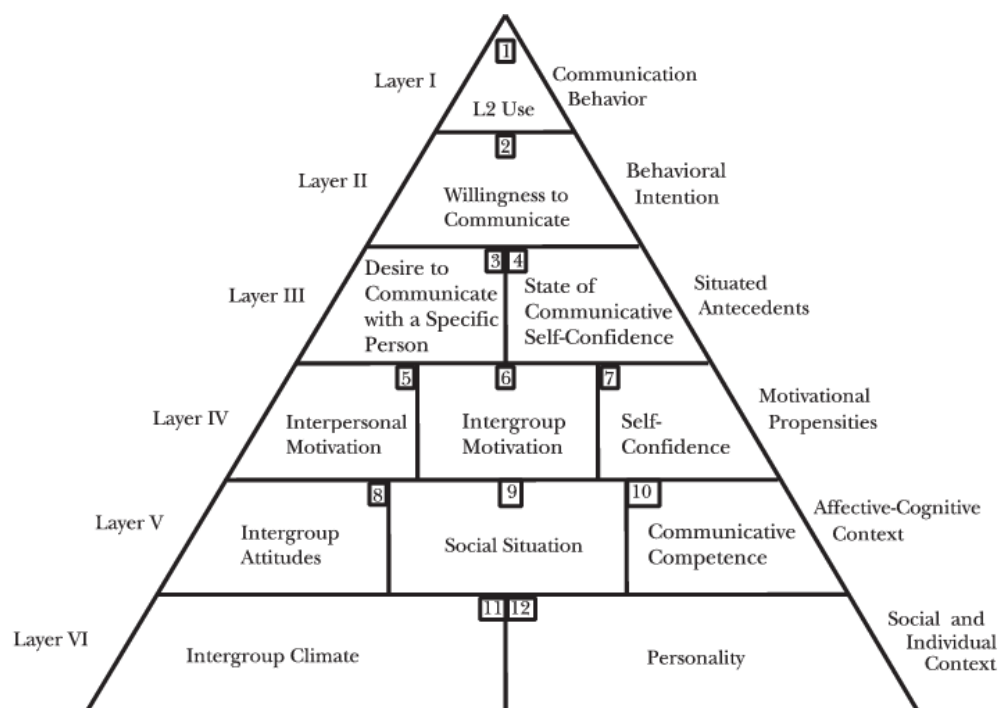 1
Layer I
Communication
Behavior
L2 Use
2
Layer II
Behavioral
Intention
Willingness to
Communicate
3 4
Layer III
Desire to
Communicate
with a Specific
Person
State of
Communicative
Self-Confidence
Situated
Antecedents
5 6 7
Layer IV
Interpersonal
Motivation
Intergroup
Motivation
Self-
Confidence
Motivational
Propensities
8 9 10
Layer V
Intergroup
Attitudes
Social Situation
Communicative
Competence
Affective-Cognitive
Context
11 12
Layer VI
Intergroup Climate
Personality
Social and
Individual
Context